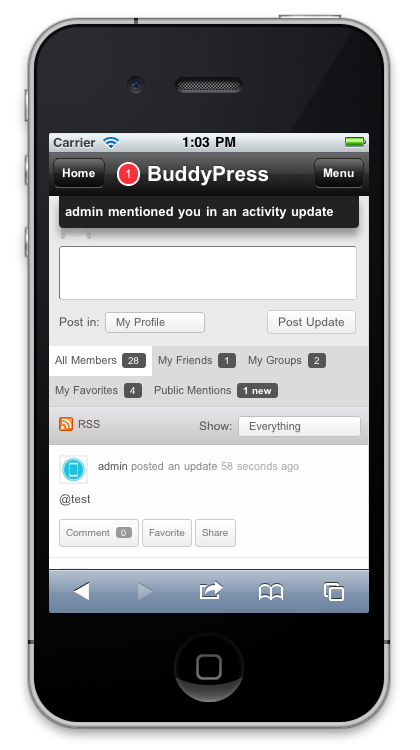 Carrier 1:03 PM
Home 1 BuddyPress Menu
admin mentioned you in an activity update
Post in: My Profile Post Update
All Members 28 My Friends 1 My Groups 2
My Favorites 4 Public Mentions 1 new
RSS Show: Everything
admin posted an update 58 seconds ago
@test
Comment 0 Favorite Share